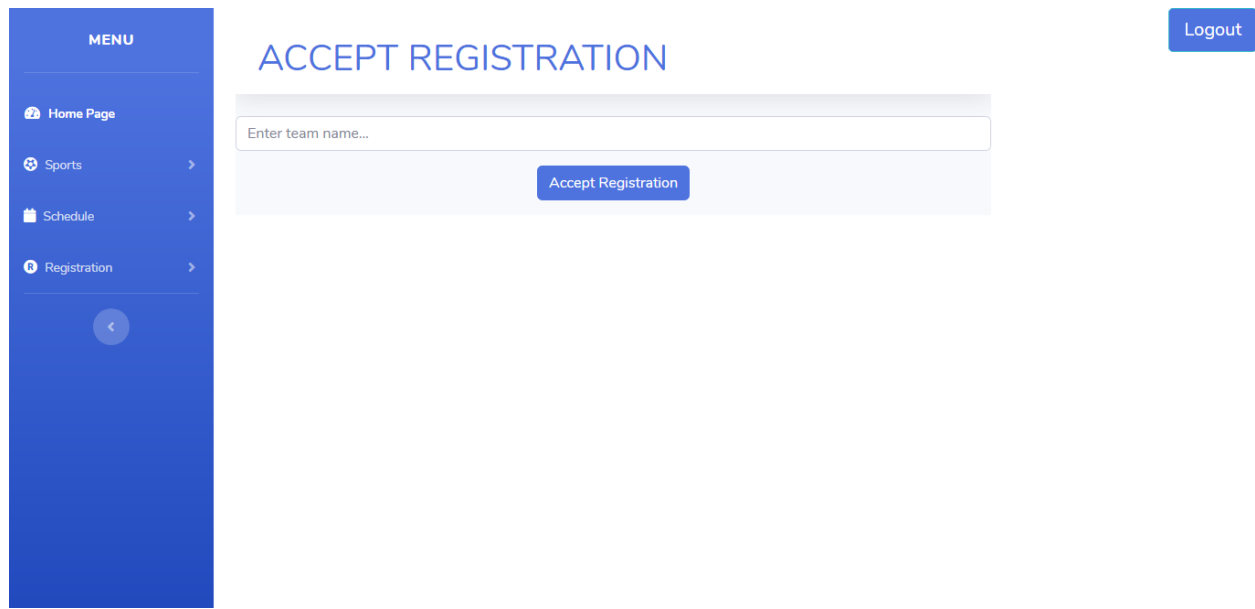 MENU
Home Page
Sports
Schedule
Registration
ACCEPT REGISTRATION
Enter team name...
Accept Registration
Logout